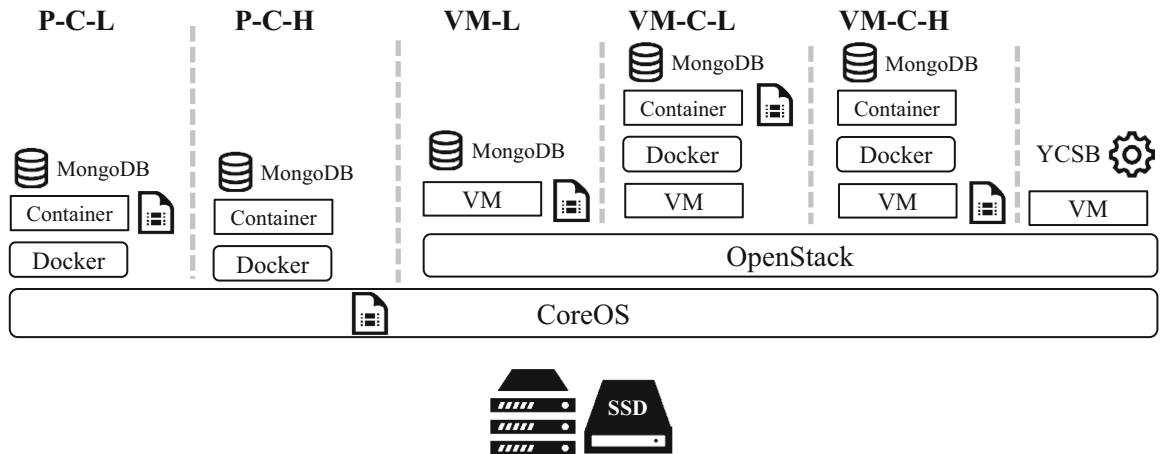 P-C-L
P-C-H
VM-L
VM-C-L
VM-C-H
MongoDB
MongoDB
Container
Container
Docker
Docker
MongoDB
MongoDB
YCSB
MongoDB
VM
VM
VM
VM
Container
Container
Docker
Docker
OpenStack
CoreOS
SSD